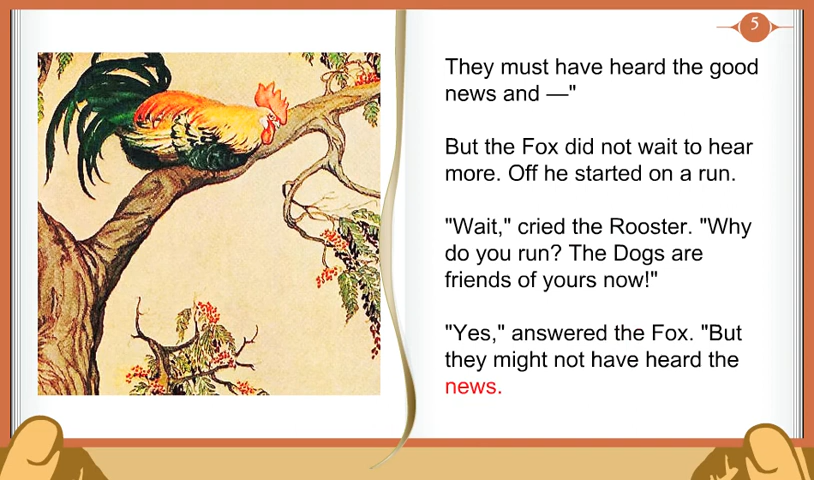 5
They must have heard the good
news and —"
But the Fox did not wait to hear
more. Off he started on a run.
"Wait," cried the Rooster. "Why
do you run? The Dogs are
friends of yours now!"
"Yes," answered the Fox. "But
they might not have heard the
news.